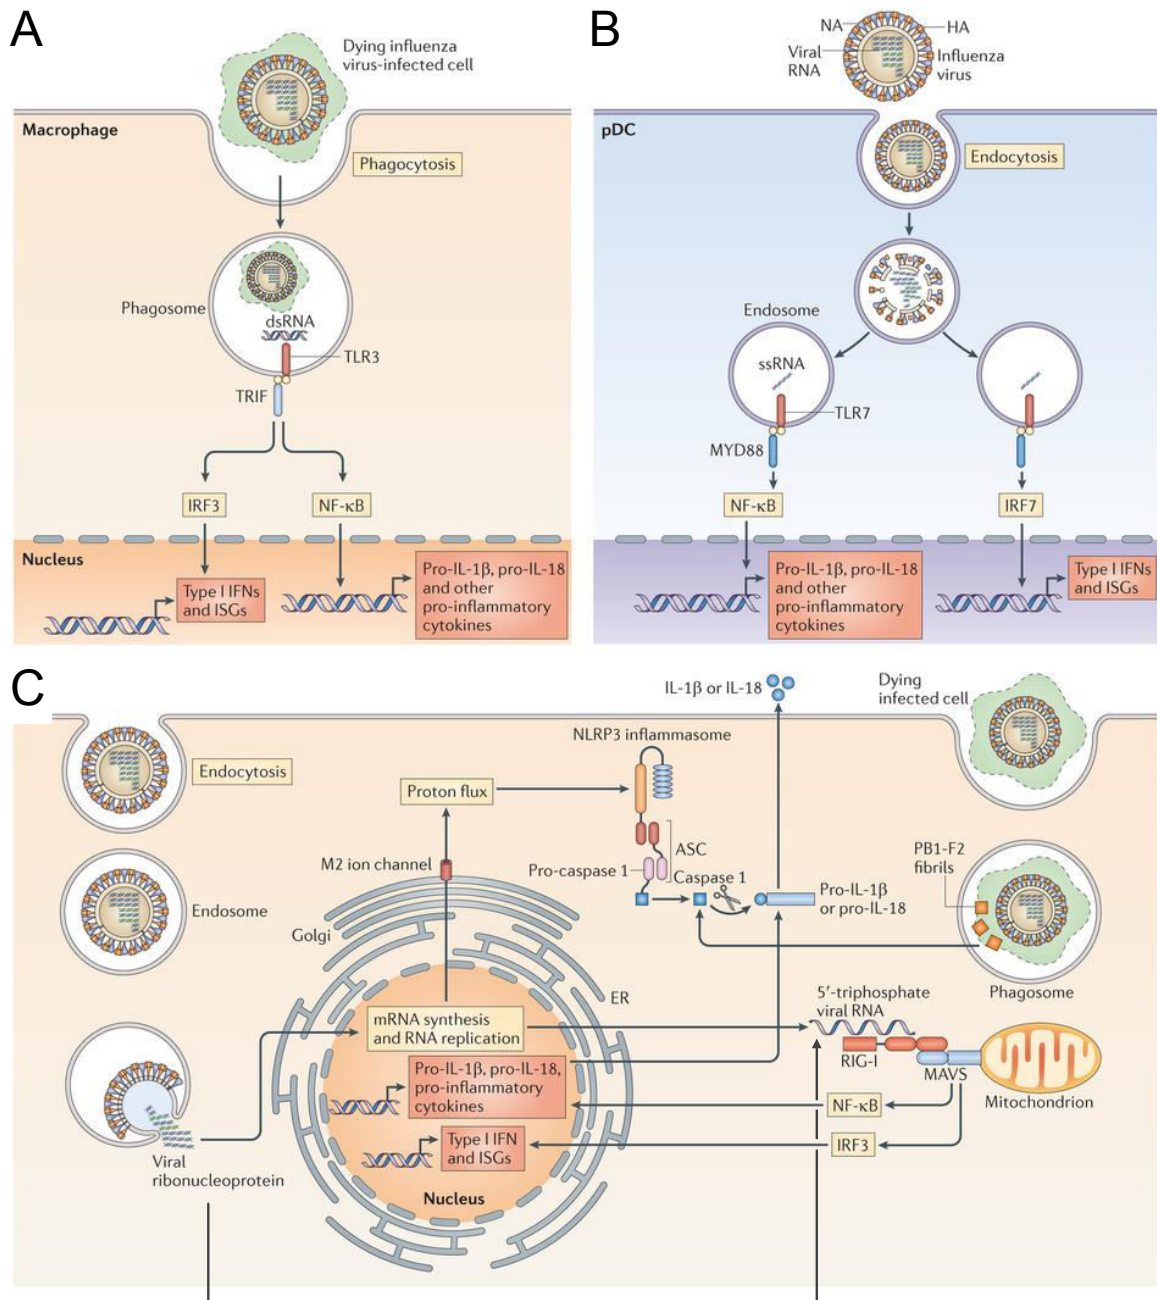 A
Dying influenza
virus-infected cell
Macrophage
Phagocytosis
Phagosome
dsRNA
TLR3
TRIF
IRF3
NF-κB
Nucleus
Type I IFNs
and ISGs
Pro-IL-1β, pro-IL-18
and other
pro-inflammatory
cytokines
B
NA
HA
Viral
RNA
Influenza
virus
pDC
Endocytosis
Endosome
ssRNA
TLR7
MYD88
NF-κB
IRF7
Pro-IL-1β, pro-IL-18
and other
pro-inflammatory
cytokines
Type I IFNs
and ISGs
C
IL-1β or IL-18
Dying
infected cell
NLRP3 inflammasome
Endocytosis
Proton flux
M2 ion channel
ASC
Pro-caspase 1
Caspase 1
Pro-IL-1β
or pro-IL-18
PB1-F2
fibrils
Endosome
Golgi
ER
Phagosome
5′-triphosphate
viral RNA
mRNA synthesis
and RNA replication
RIG-I
MAVS
Mitochondrion
Pro-IL-1β, pro-IL-18,
pro-inflammatory
cytokines
NF-κB
Type I IFN
and ISGs
IRF3
Viral
ribonucleoprotein
Nucleus